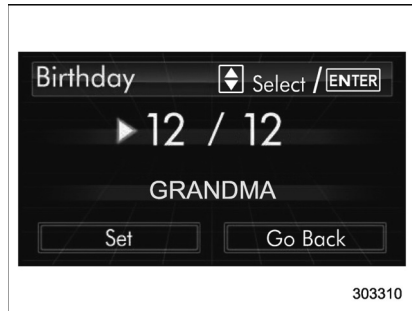 Birthday Select / ENTER
12 / 12
GRANDMA
Set Go Back
303310